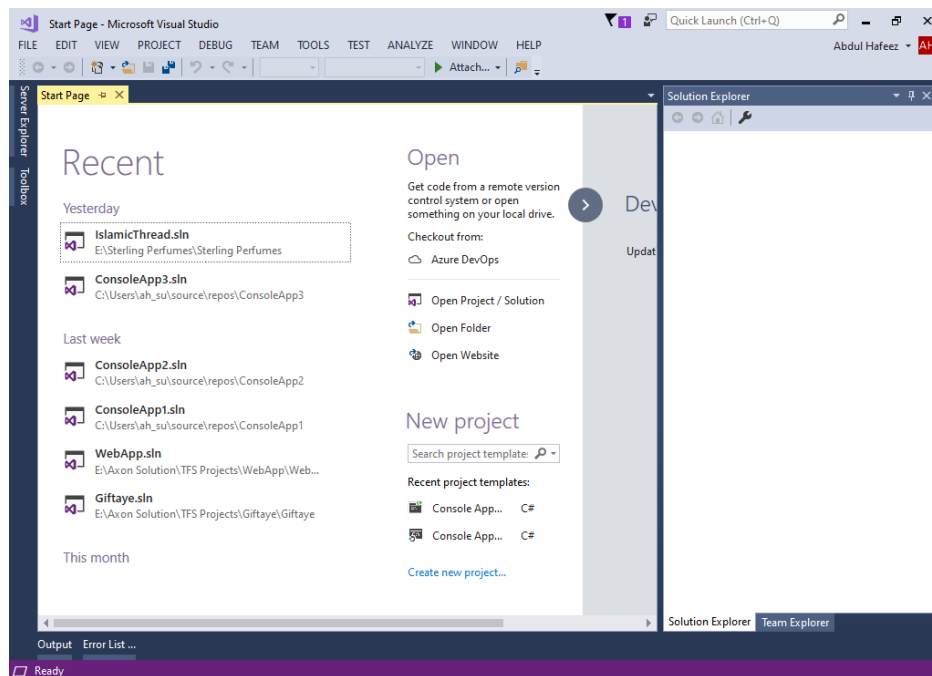 Start Page - Microsoft Visual Studio
1
Quick Launch (Ctrl+Q)
FILE EDIT VIEW PROJECT DEBUG TEAM TOOLS TEST ANALYZE WINDOW HELP
Abdul Hafeez
AH
Attach...
Server Explorer
Toolbox
Start Page
Recent
Yesterday
IslamicThread.sln
E:\Sterling Perfumes\Sterling Perfumes
ConsoleApp3.sln
C:\Users\ah_su\source\repos\ConsoleApp3
Last week
ConsoleApp2.sln
C:\Users\ah_su\source\repos\ConsoleApp2
ConsoleApp1.sln
C:\Users\ah_su\source\repos\ConsoleApp1
WebApp.sln
E:\Axon Solution\TFS Projects\WebApp\Web...
Giftaye.sln
E:\Axon Solution\TFS Projects\Giftaye\Giftaye
This month
Open
Get code from a remote version
control system or open
something on your local drive.
Checkout from:
Azure DevOps
Open Project / Solution
Open Folder
Open Website
New project
Search project template
Recent project templates:
Console App... C#
Console App... C#
Create new project...
Dev
Updat
Solution Explorer
Solution Explorer Team Explorer
Output Error List ...
Ready